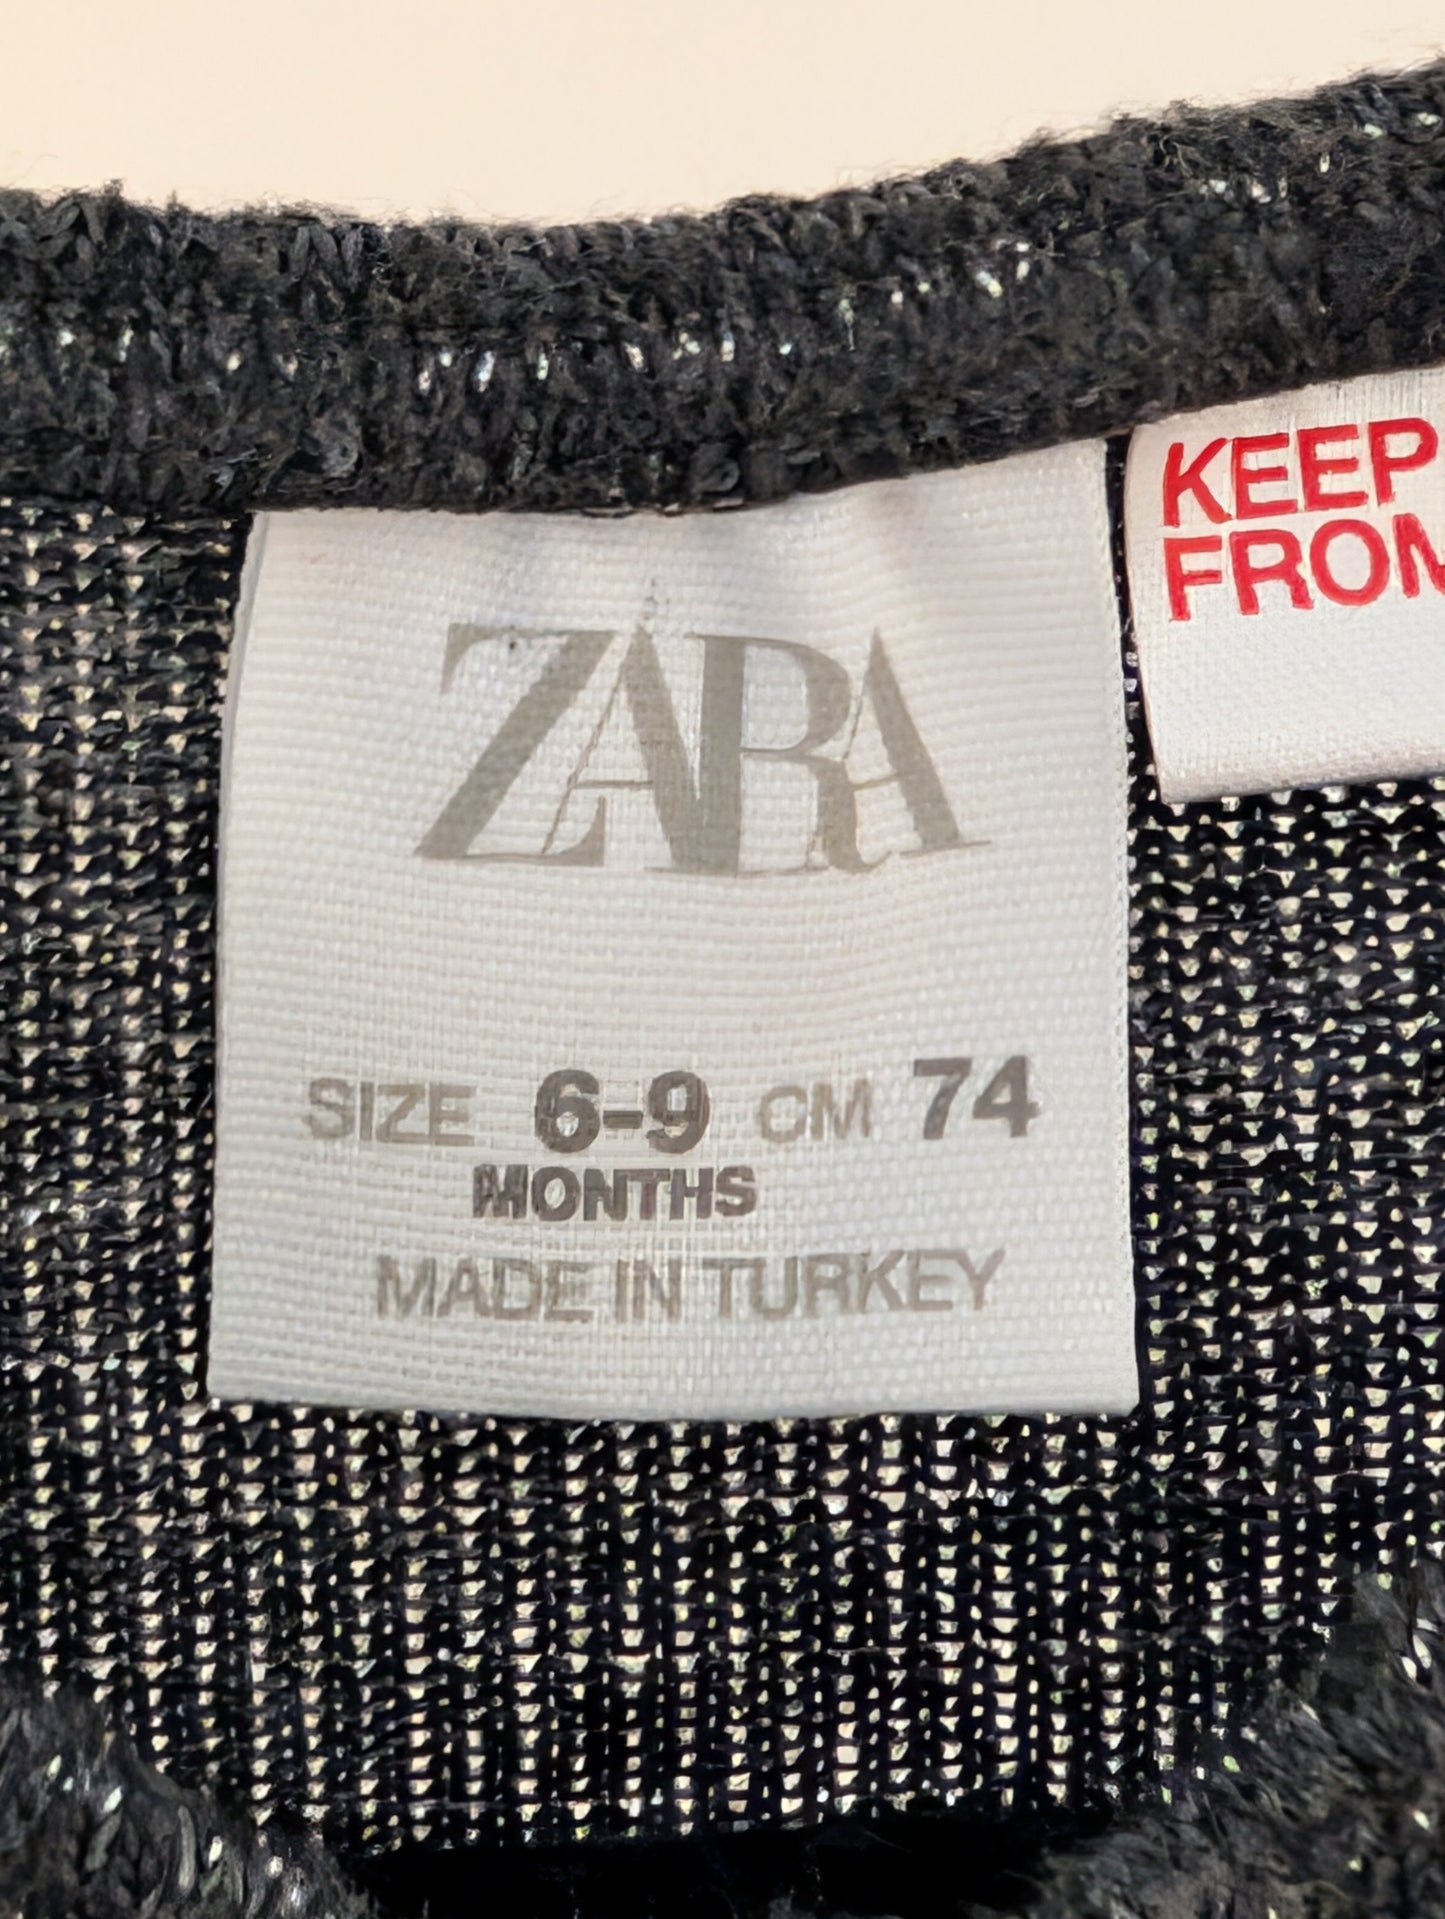 ZARA
SIZE 6-9 CM 74
MONTHS
MADE IN TURKEY
KEEP
FROM